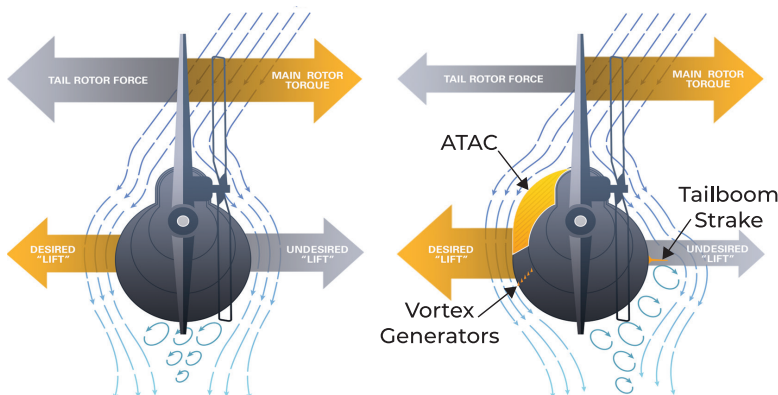 TAIL ROTOR FORCE
MAIN ROTOR
TORQUE
DESIRED
"LIFT"
UNDESIRED
"LIFT"
TAIL ROTOR FORCE
MAIN ROTOR
TORQUE
ATAC
Tailboom
Strake
DESIRED
"LIFT"
UNDESIRED
"LIFT"
Vortex
Generators